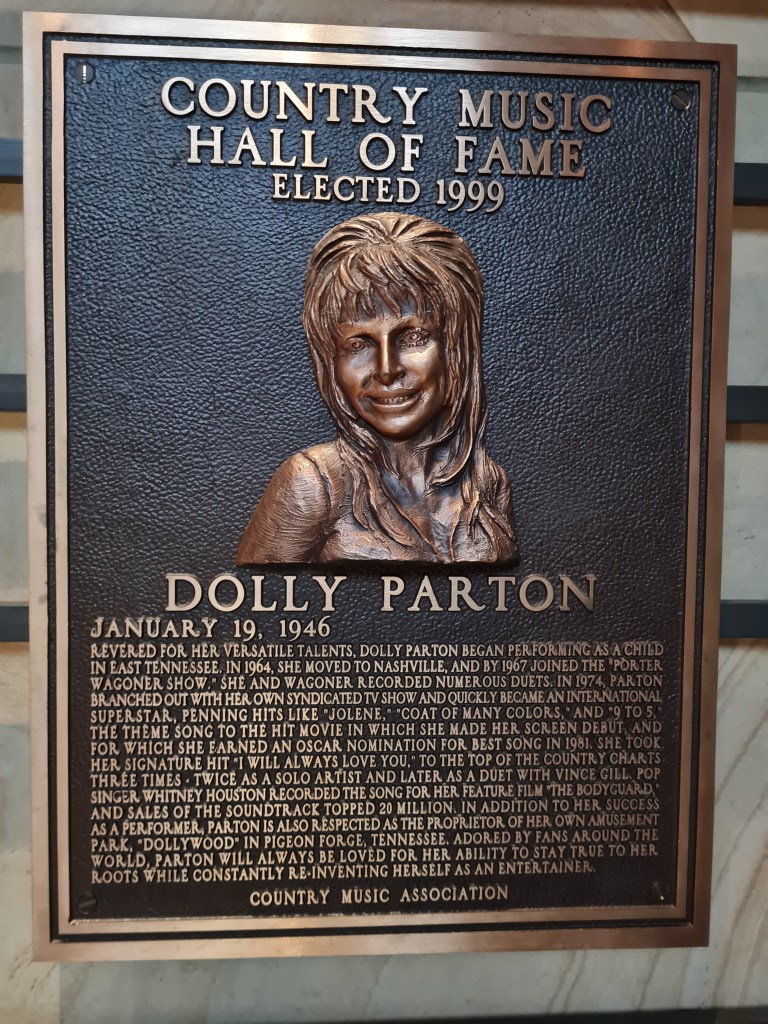 COUNTRY MUSIC
HALL OF FAME
ELECTED 1999
DOLLY PARTON
JANUARY 19, 1946
REVERED FOR HER VERSATILE TALENTS, DOLLY PARTON BEGAN PERFORMING AS A CHILD
IN EAST TENNESSEE. IN 1964, SHE MOVED TO NASHVILLE, AND BY 1967 JOINED THE "PORTER
WAGONER SHOW." SHE AND WAGONER RECORDED NUMEROUS DUETS. IN 1974, PARTON
BRANCHED OUT WITH HER OWN SYNDICATED TV SHOW AND QUICKLY BECAME AN INTERNATIONAL
SUPERSTAR, PENNING HITS LIKE "JOLENE," "COAT OF MANY COLORS," AND "9 TO 5,"
THE THEME SONG TO THE HIT MOVIE IN WHICH SHE MADE HER SCREEN DEBUT, AND
FOR WHICH SHE EARNED AN OSCAR NOMINATION FOR BEST SONG IN 1981. SHE TOOK
HER SIGNATURE HIT "I WILL ALWAYS LOVE YOU," TO THE TOP OF THE COUNTRY CHARTS
THREE TIMES - TWICE AS A SOLO ARTIST AND LATER AS A DUET WITH VINCE GILL. POP
SINGER WHITNEY HOUSTON RECORDED THE SONG FOR HER FEATURE FILM "THE BODYGUARD,"
AND SALES OF THE SOUNDTRACK TOPPED 20 MILLION. IN ADDITION TO HER SUCCESS
AS A PERFORMER, PARTON IS ALSO RESPECTED AS THE PROPRIETOR OF HER OWN AMUSEMENT
PARK, "DOLLYWOOD" IN PIGEON FORGE, TENNESSEE. ADORED BY FANS AROUND THE
WORLD, PARTON WILL ALWAYS BE LOVED FOR HER ABILITY TO STAY TRUE TO HER
ROOTS WHILE CONSTANTLY RE-INVENTING HERSELF AS AN ENTERTAINER.
COUNTRY MUSIC ASSOCIATION